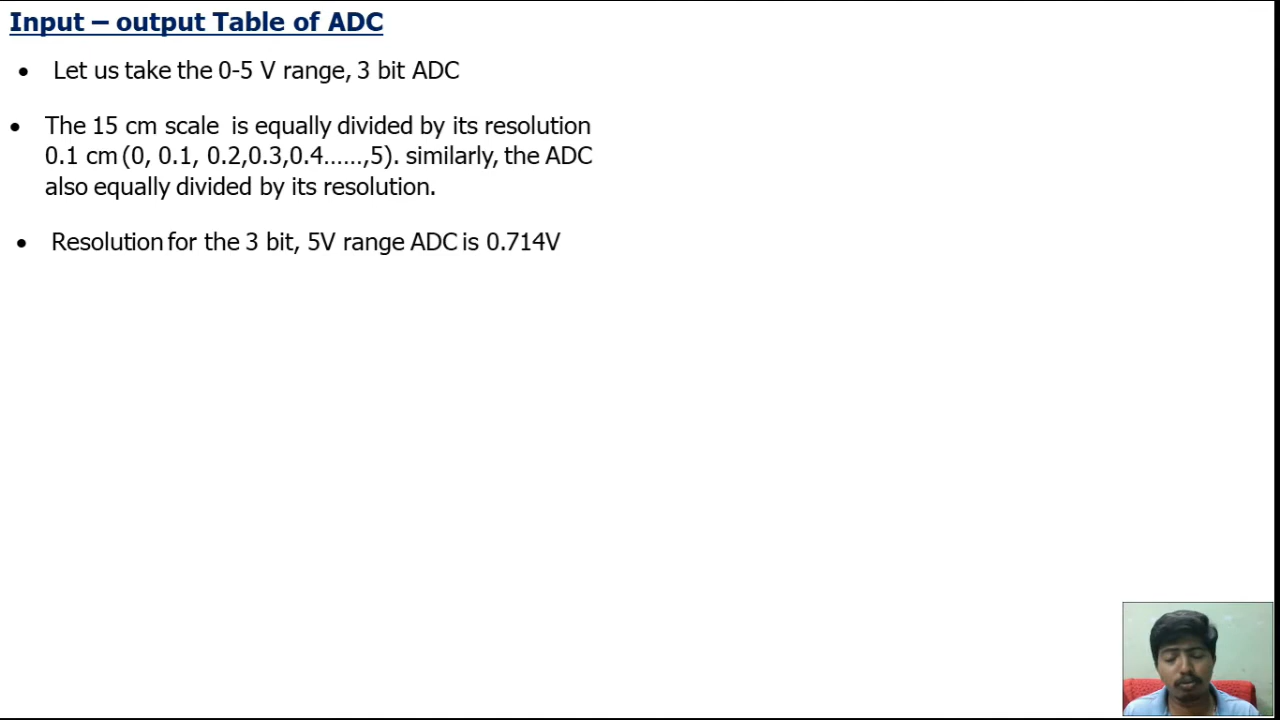 Input – output Table of ADC
• Let us take the 0-5 V range, 3 bit ADC
• The 15 cm scale is equally divided by its resolution
0.1 cm (0, 0.1, 0.2,0.3,0.4......,5). similarly, the ADC
also equally divided by its resolution.
• Resolution for the 3 bit, 5V range ADC is 0.714V